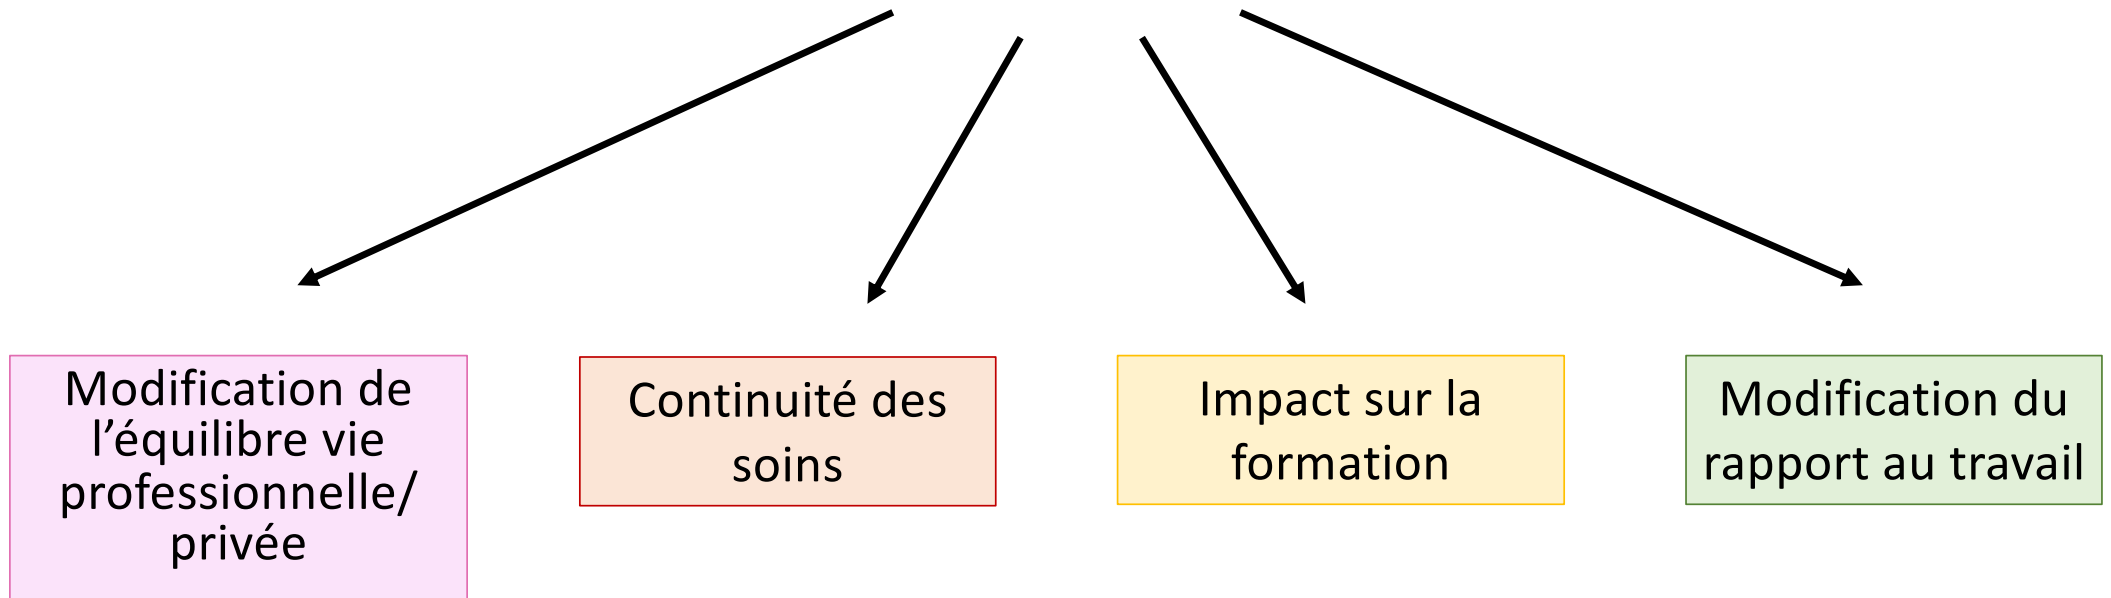 Modification de
l’équilibre vie
professionnelle/
privée
Continuité des
soins
Impact sur la
formation
Modification du
rapport au travail